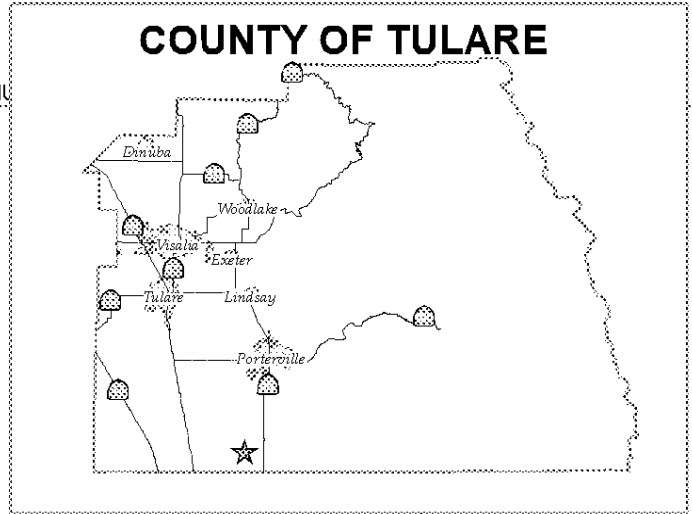 COUNTY OF TULARE
Dinuba
Woodlake
Visalia
Exeter
Tulare
Lindsay
Porterville